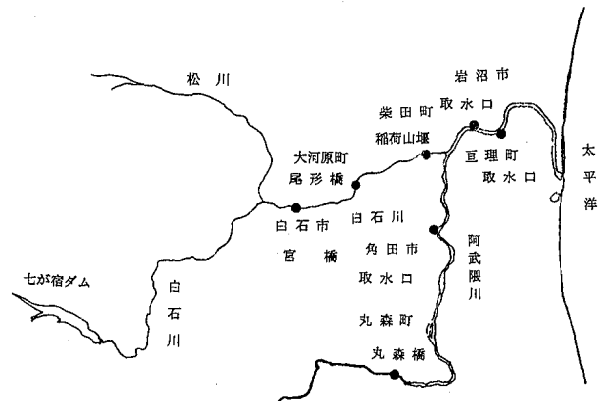 松川
岩沼市
取水口
柴田町
稲荷山堰
大河原町
尾形橋
亘理町
取水口
太平洋
白石市
宮橋
白石川
角田市
取水口
阿武隈川
七が宿ダム
白石川
丸森町
丸森橋